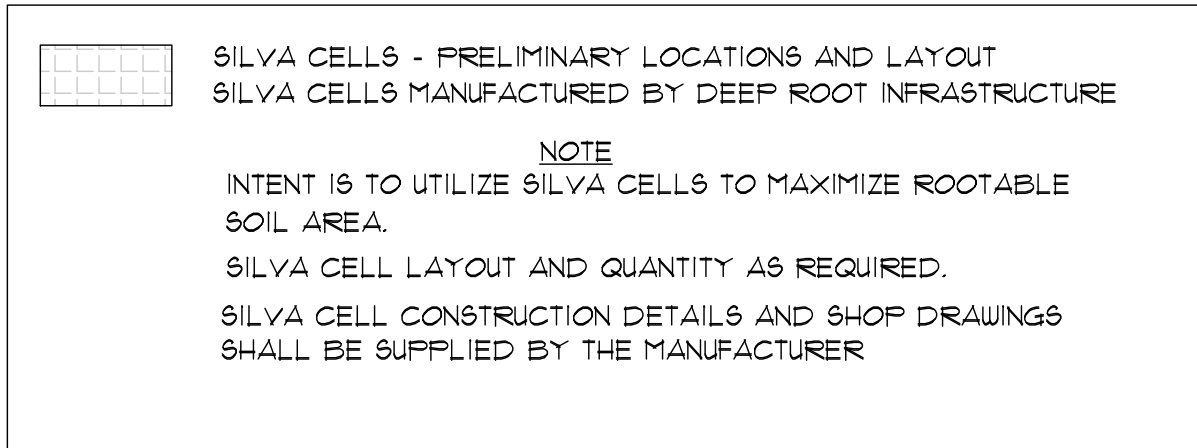 SILVA CELLS - PRELIMINARY LOCATIONS AND LAYOUT
SILVA CELLS MANUFACTURED BY DEEP ROOT INFRASTRUCTURE
NOTE
INTENT IS TO UTILIZE SILVA CELLS TO MAXIMIZE ROOTABLE
SOIL AREA.
SILVA CELL LAYOUT AND QUANTITY AS REQUIRED.
SILVA CELL CONSTRUCTION DETAILS AND SHOP DRAWINGS
SHALL BE SUPPLIED BY THE MANUFACTURER